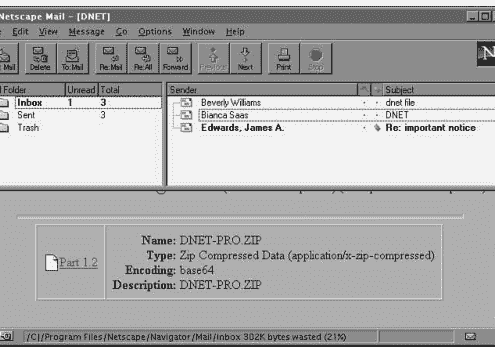 Netscape Mail - [DNET]
Edit View Message Go Options Window Help
Mail Delete To: Mail Re: Mail Re: All Forward Previous Next Print Stop
N
Folder Unread Total Sender Subject
Inbox 1 3 Beverly Williams dnet file
Sent 3 Bianca Saas DNET
Trash Edwards, James A. Re: important notice
Part 1.2
Name: DNET-PRO.ZIP
Type: Zip Compressed Data (application/x-zip-compressed)
Encoding: base64
Description: DNET-PRO.ZIP
/C|/Program Files/Netscape/Navigator/Mail/Inbox 302K bytes wasted (21%)